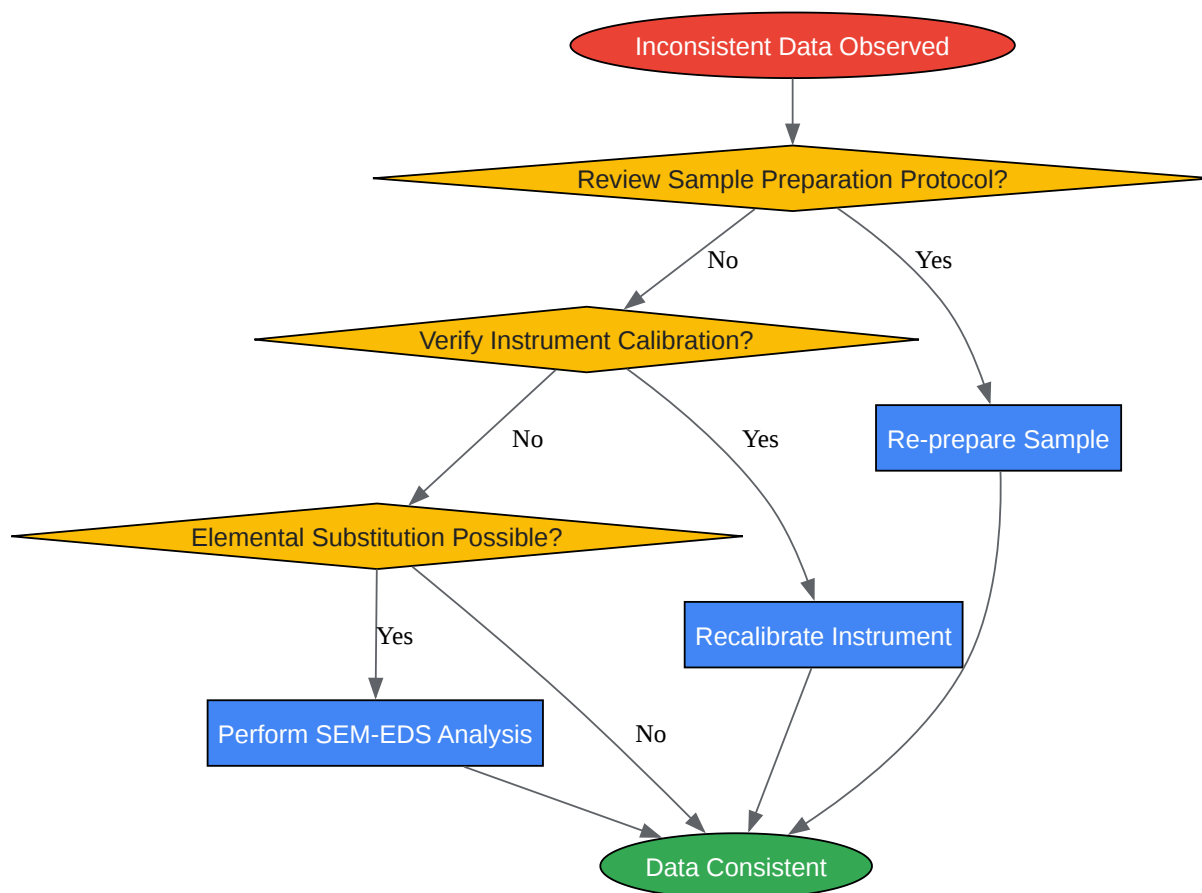 Inconsistent Data Observed
Review Sample Preparation Protocol?
No
Yes
Verify Instrument Calibration?
No
Yes
Re-prepare Sample
Elemental Substitution Possible?
Yes
Recalibrate Instrument
Perform SEM-EDS Analysis
No
Data Consistent